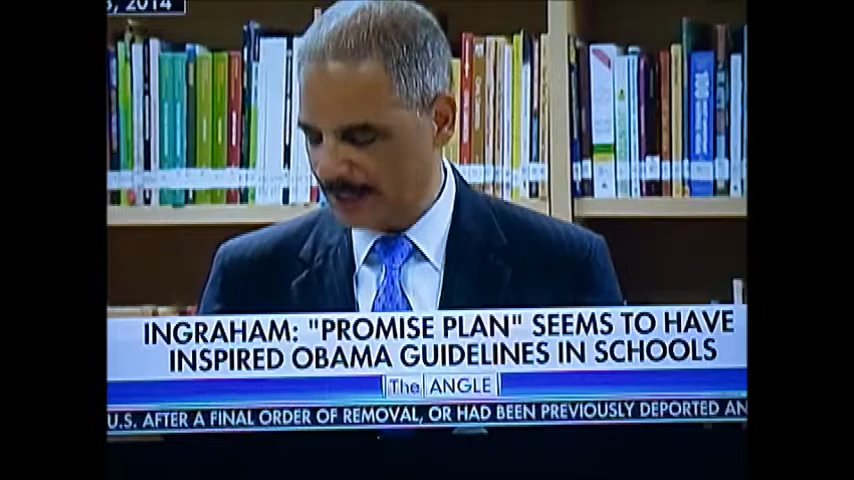 , 2014
INGRAHAM: "PROMISE PLAN" SEEMS TO HAVE
INSPIRED OBAMA GUIDELINES IN SCHOOLS
The ANGLE
U.S. AFTER A FINAL ORDER OF REMOVAL, OR HAD BEEN PREVIOUSLY DEPORTED AN